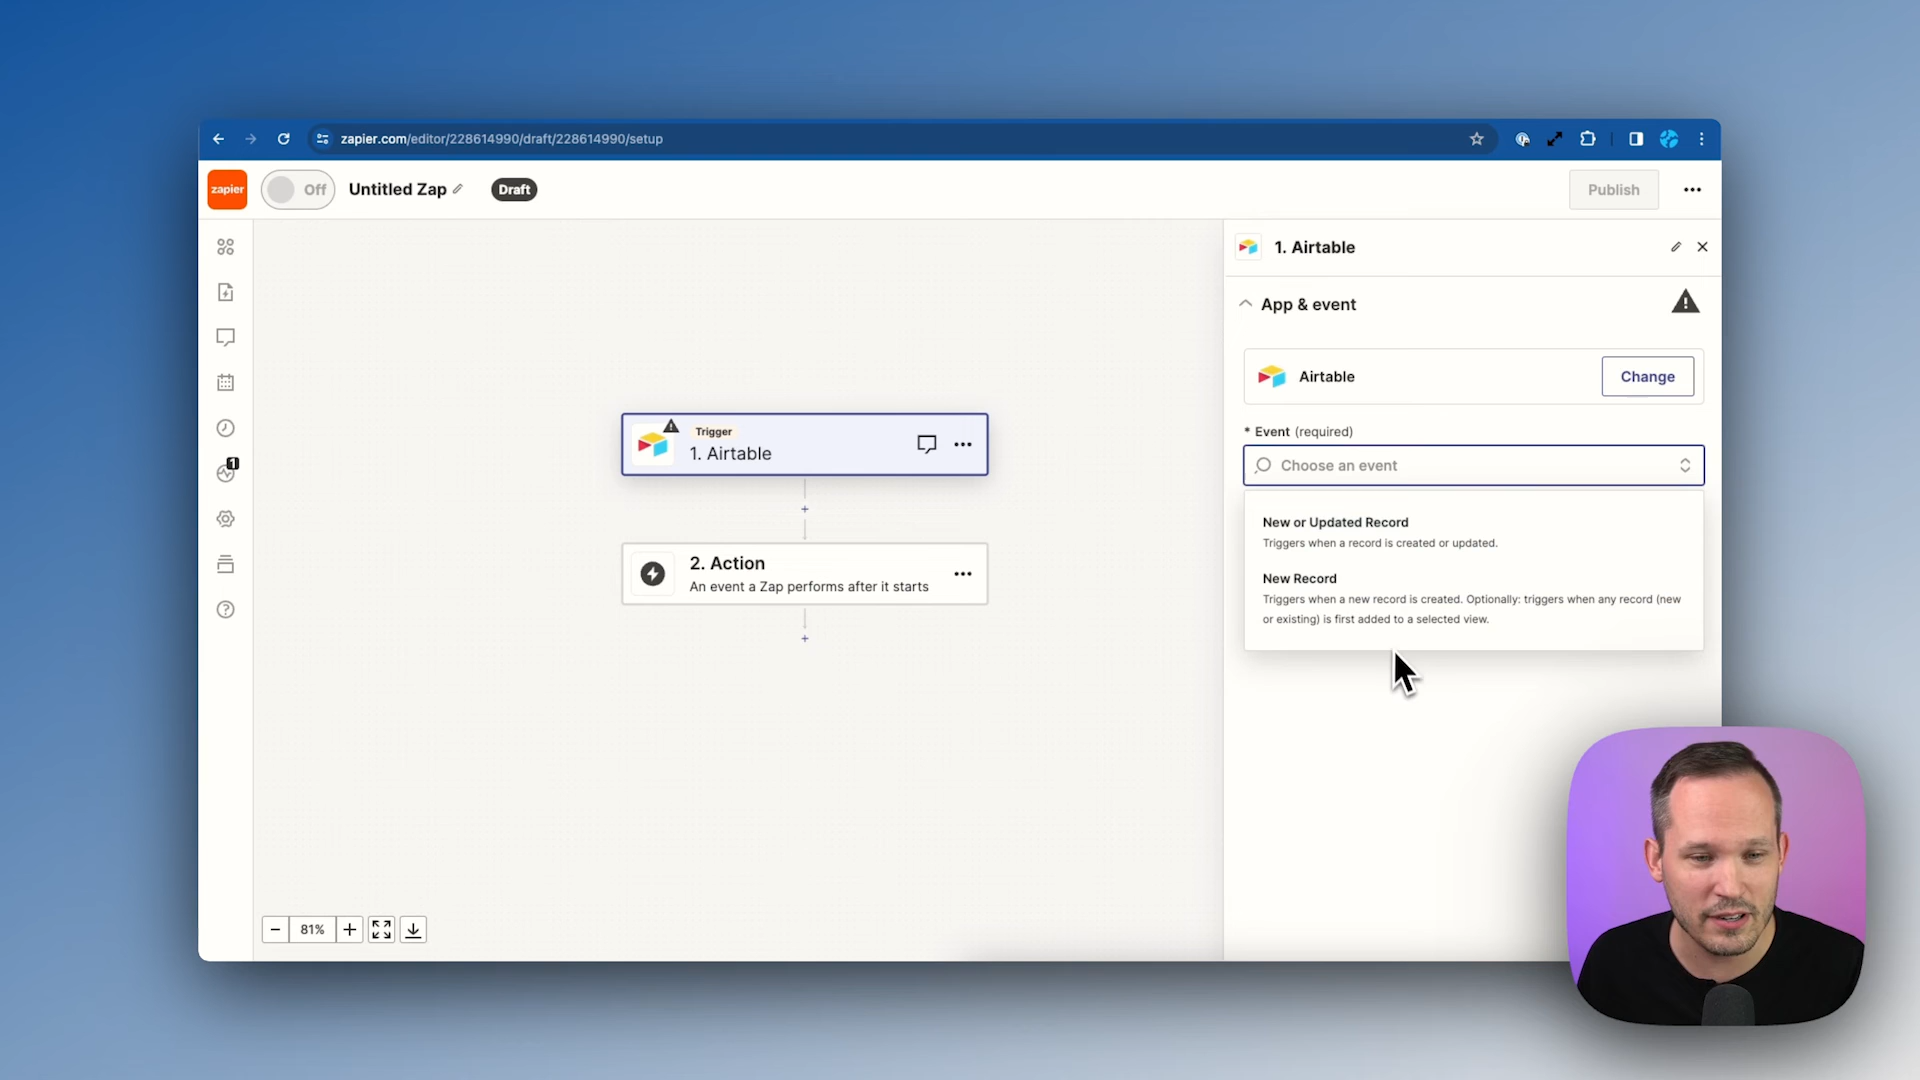 zapier.com/editor/228614990/draft/228614990/setup
zapier
Off
Untitled Zap
Draft
Publish
1. Airtable
App & event
Airtable
Change
* Event (required)
Choose an event
New or Updated Record
Triggers when a record is created or updated.
New Record
Triggers when a new record is created. Optionally: triggers when any record (new
or existing) is first added to a selected view.
Trigger
1. Airtable
2. Action
An event a Zap performs after it starts
1
81%